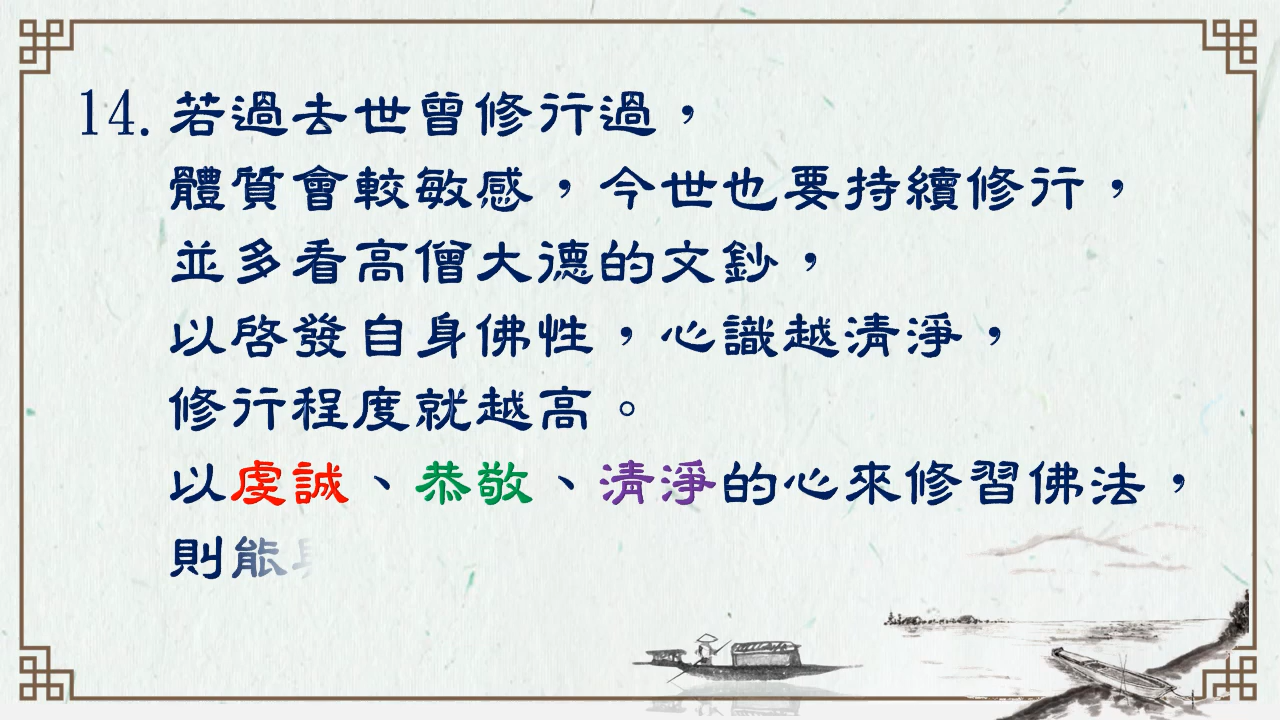 14. 若過去世曾修行過，
體質會較敏感，今世也要持續修行，
並多看高僧大德的文鈔，
以啓發自身佛性，心識越清淨，
修行程度就越高。
以虔誠、恭敬、清淨的心來修習佛法，
則能